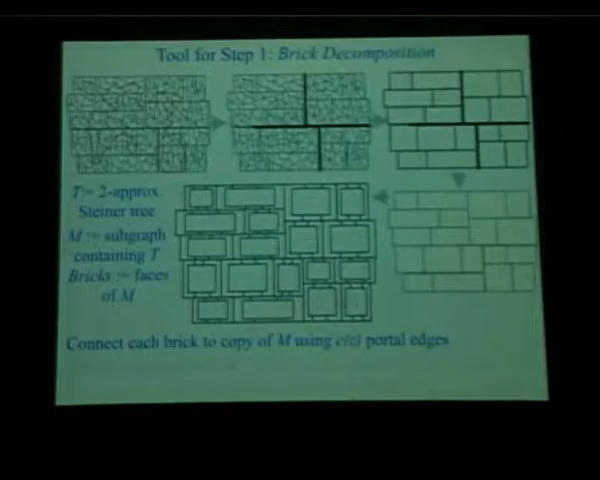 Tool for Step 1: Brick Decomposition
T:= 2-approx.
Steiner tree
M := subgraph
containing T
Bricks := faces
of M
Connect each brick to copy of M using c(ε) portal edges